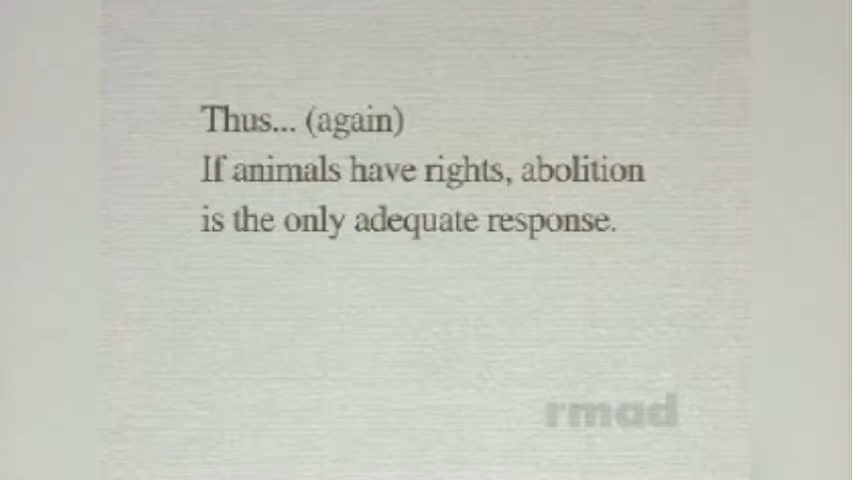 Thus... (again)
If animals have rights, abolition
is the only adequate response.
rmad